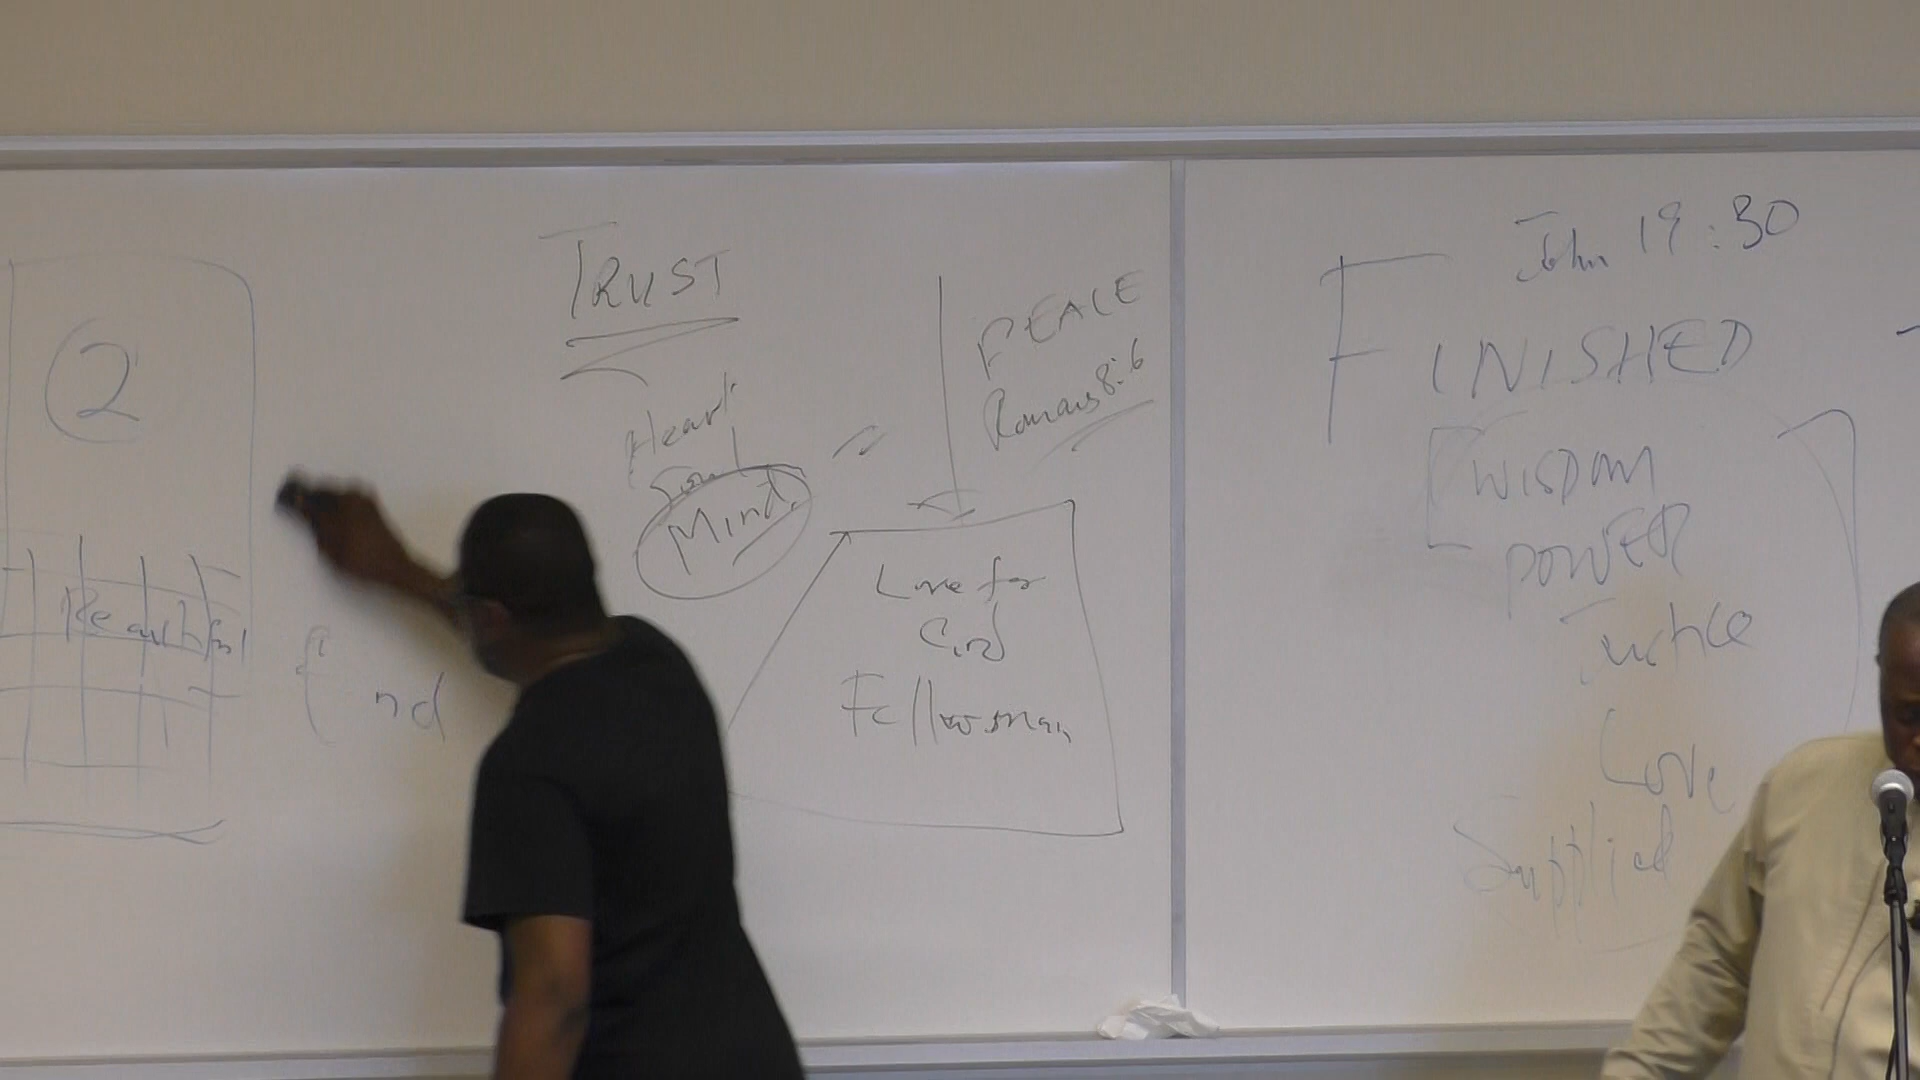 2
TRUST
Heart
Soul
Mind
=
PEACE
Romans 8:6
Love for
God
Fellowman
nd
John 19:30
FINISHED
WISDOM
POWER
Justice
Love
Supplied